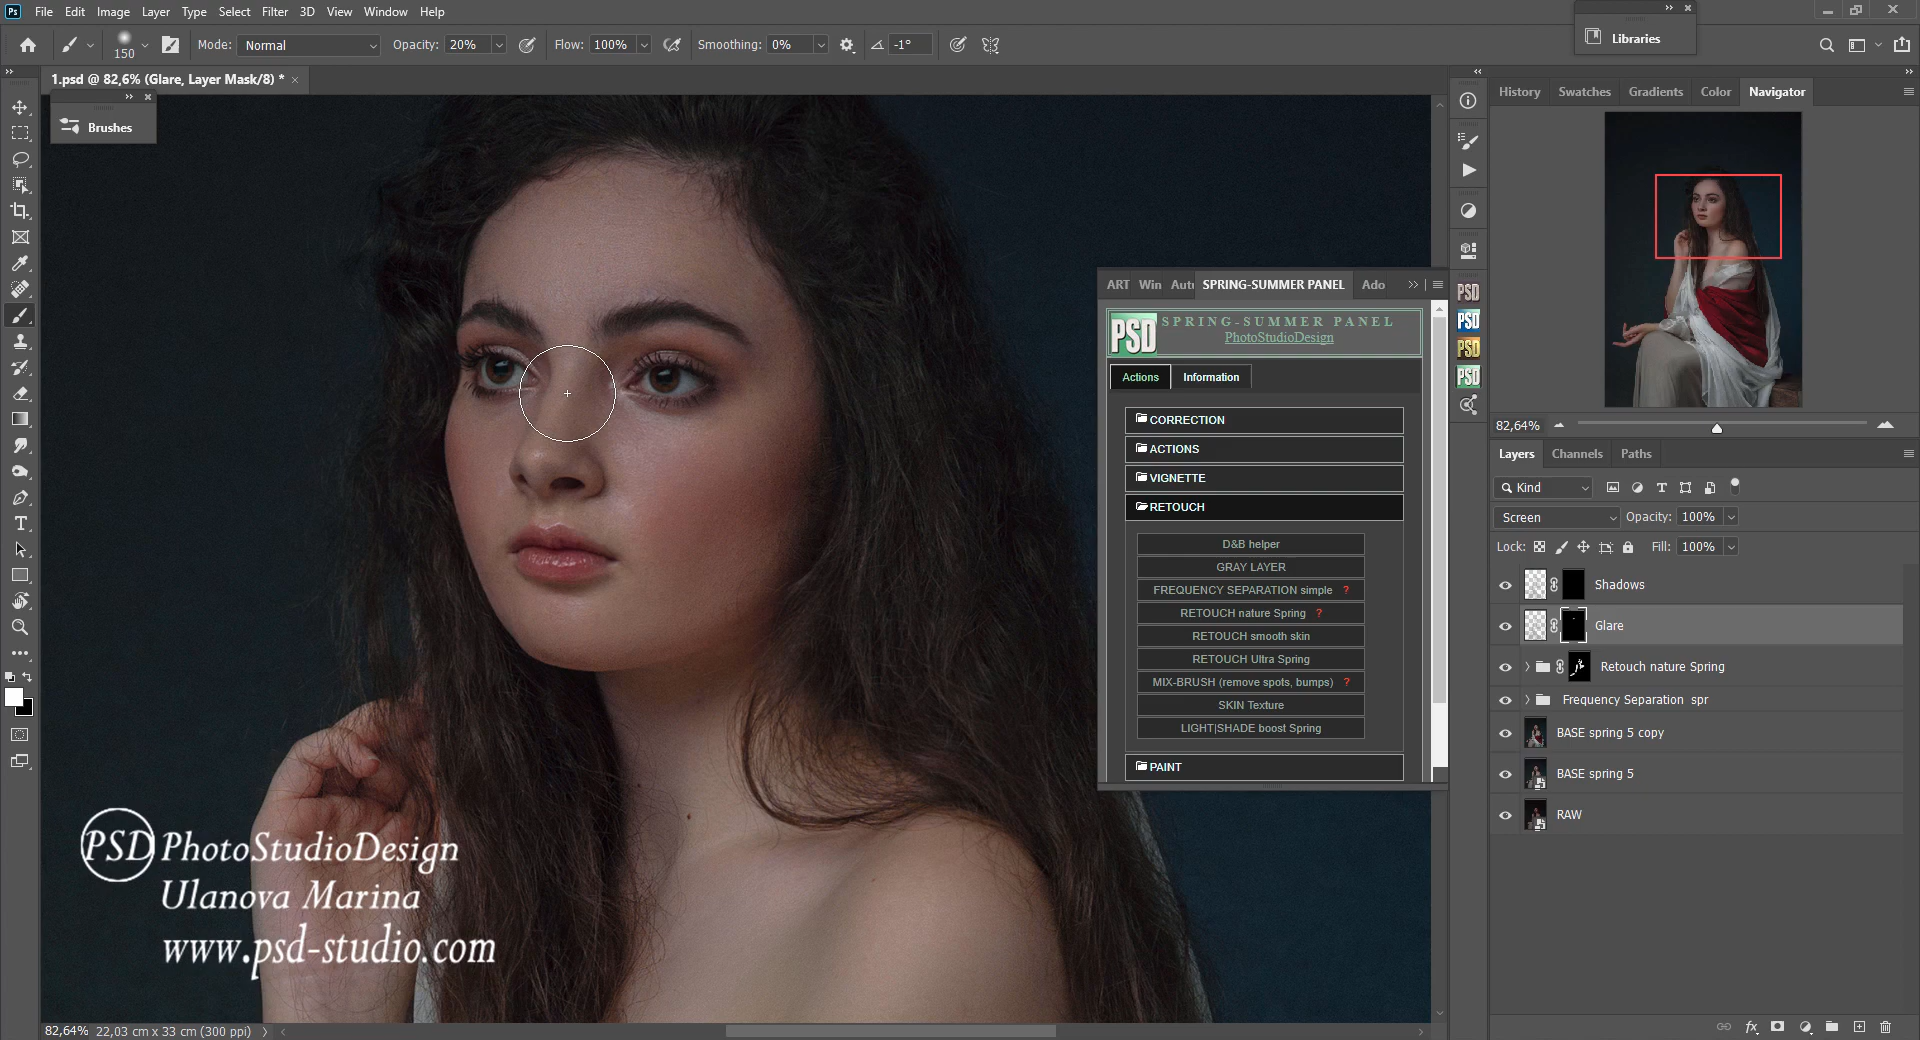 Ps File Edit Image Layer Type Select Filter 3D View Window Help
150 Mode: Normal Opacity: 20% Flow: 100% Smoothing: 0% -1°
Libraries
1.psd @ 82,6% (Glare, Layer Mask/8) *
Brushes
History Swatches Gradients Color Navigator
ART Win Auti SPRING-SUMMER PANEL Ado
PSD
SPRING-SUMMER PANEL
PhotoStudioDesign
Actions Information
CORRECTION
ACTIONS
VIGNETTE
RETOUCH
D&B helper
GRAY LAYER
FREQUENCY SEPARATION simple ?
RETOUCH nature Spring ?
RETOUCH smooth skin
RETOUCH Ultra Spring
MIX-BRUSH (remove spots, bumps) ?
SKIN Texture
LIGHT|SHADE boost Spring
PAINT
PSD
PSD
PSD
PSD
82,64%
Layers Channels Paths
Kind
Screen Opacity: 100%
Lock: Fill: 100%
Shadows
Glare
Retouch nature Spring
Frequency Separation spr
BASE spring 5 copy
BASE spring 5
RAW
PSD PhotoStudioDesign
Ulanova Marina
www.psd-studio.com
82,64% 22,03 cm x 33 cm (300 ppi)